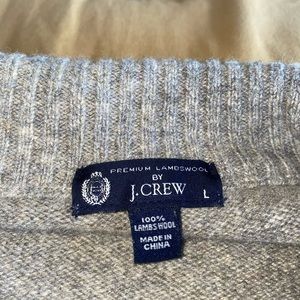 PREMIUM LAMBSWOOL
BY
J.CREW
L
100%
LAMBSWOOL
MADE IN
CHINA